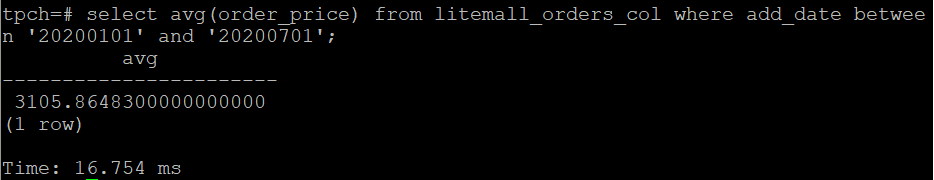 tpch=# select avg(order_price) from litemall_orders_col where add_date betwee
n '20200101' and '20200701';
avg
-----------------------
3105.8648300000000000
(1 row)
Time: 16.754 ms